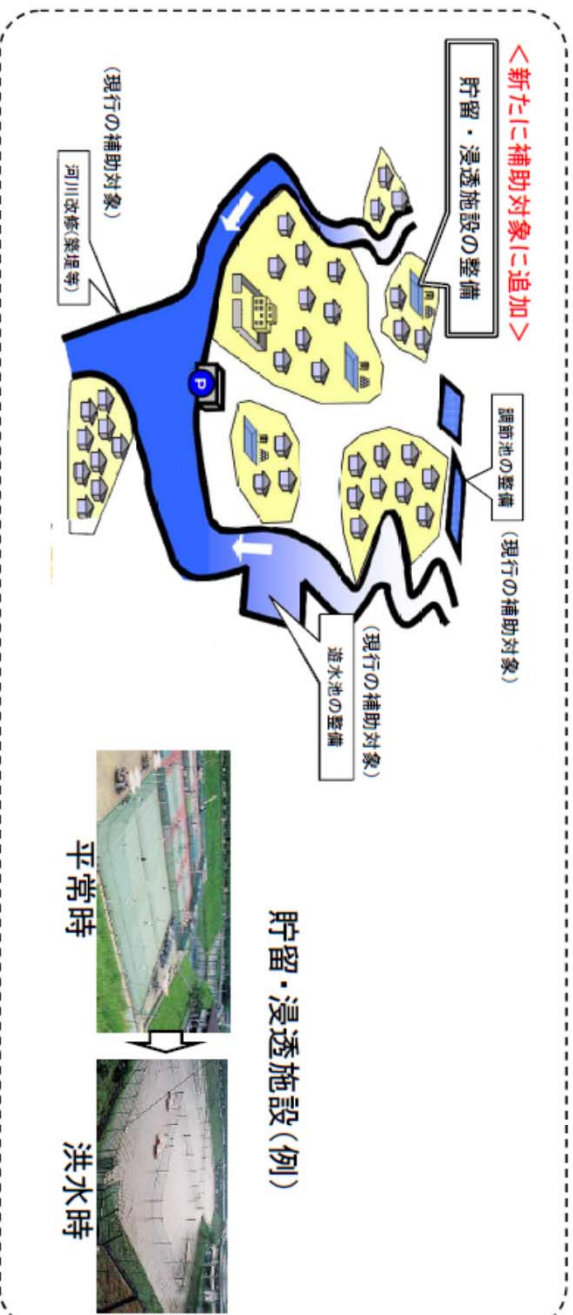 <新たに補助対象に追加>
貯留・浸透施設の整備
調節池の整備
(現行の補助対象)
(現行の補助対象)
遊水池の整備
(現行の補助対象)
河川改修(築堤等)
P
貯留・浸透施設(例)
平常時
洪水時